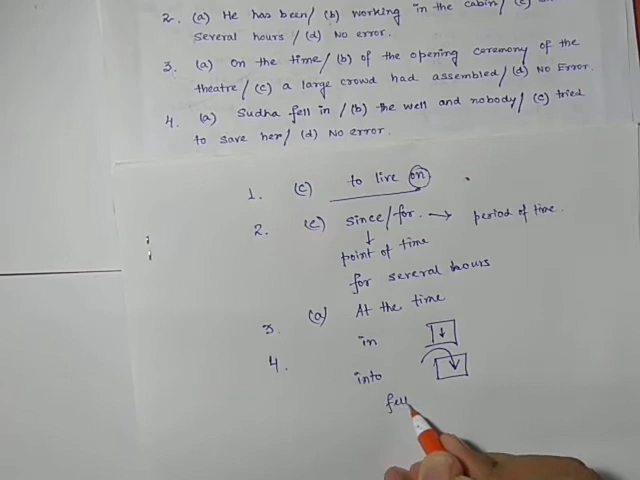 2. (a) He has been/ (b) working in the cabin/ (c)
several hours / (d) No error.
3. (a) On the time/ (b) of the opening ceremony of the
theatre/ (c) a large crowd had assembled/ (d) No Error.
4. (a) Sudha fell in / (b) the well and nobody/ (c) tried
to save her/ (d) No error.
1. (c) to live on
2. (c) since/for. → period of time.
↓
point of time
for several hours
3. (a) At the time
4. in
into
fell